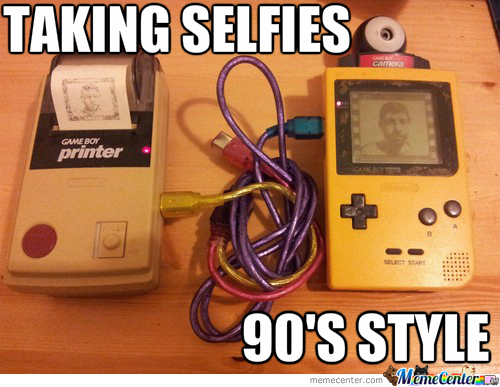 TAKING SELFIES
GAME BOY
camera
GAME BOY
printer
B
A
SELECT START
90'S STYLE
memecenter.com
MemeCenter